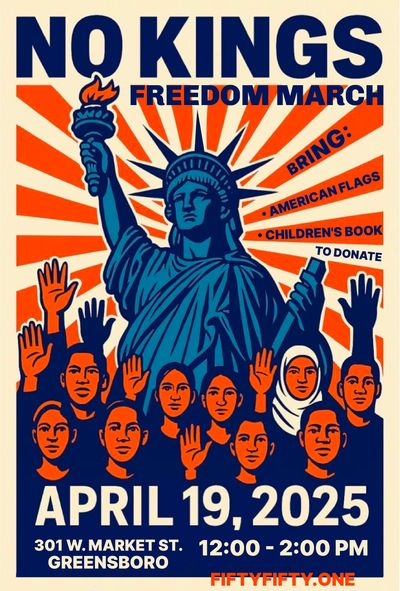 NO KINGS
FREEDOM MARCH
BRING:
• AMERICAN FLAGS
• CHILDREN'S BOOK
TO DONATE
APRIL 19, 2025
301 W. MARKET ST.
GREENSBORO
12:00 - 2:00 PM
FIFTYFIFTY.ONE